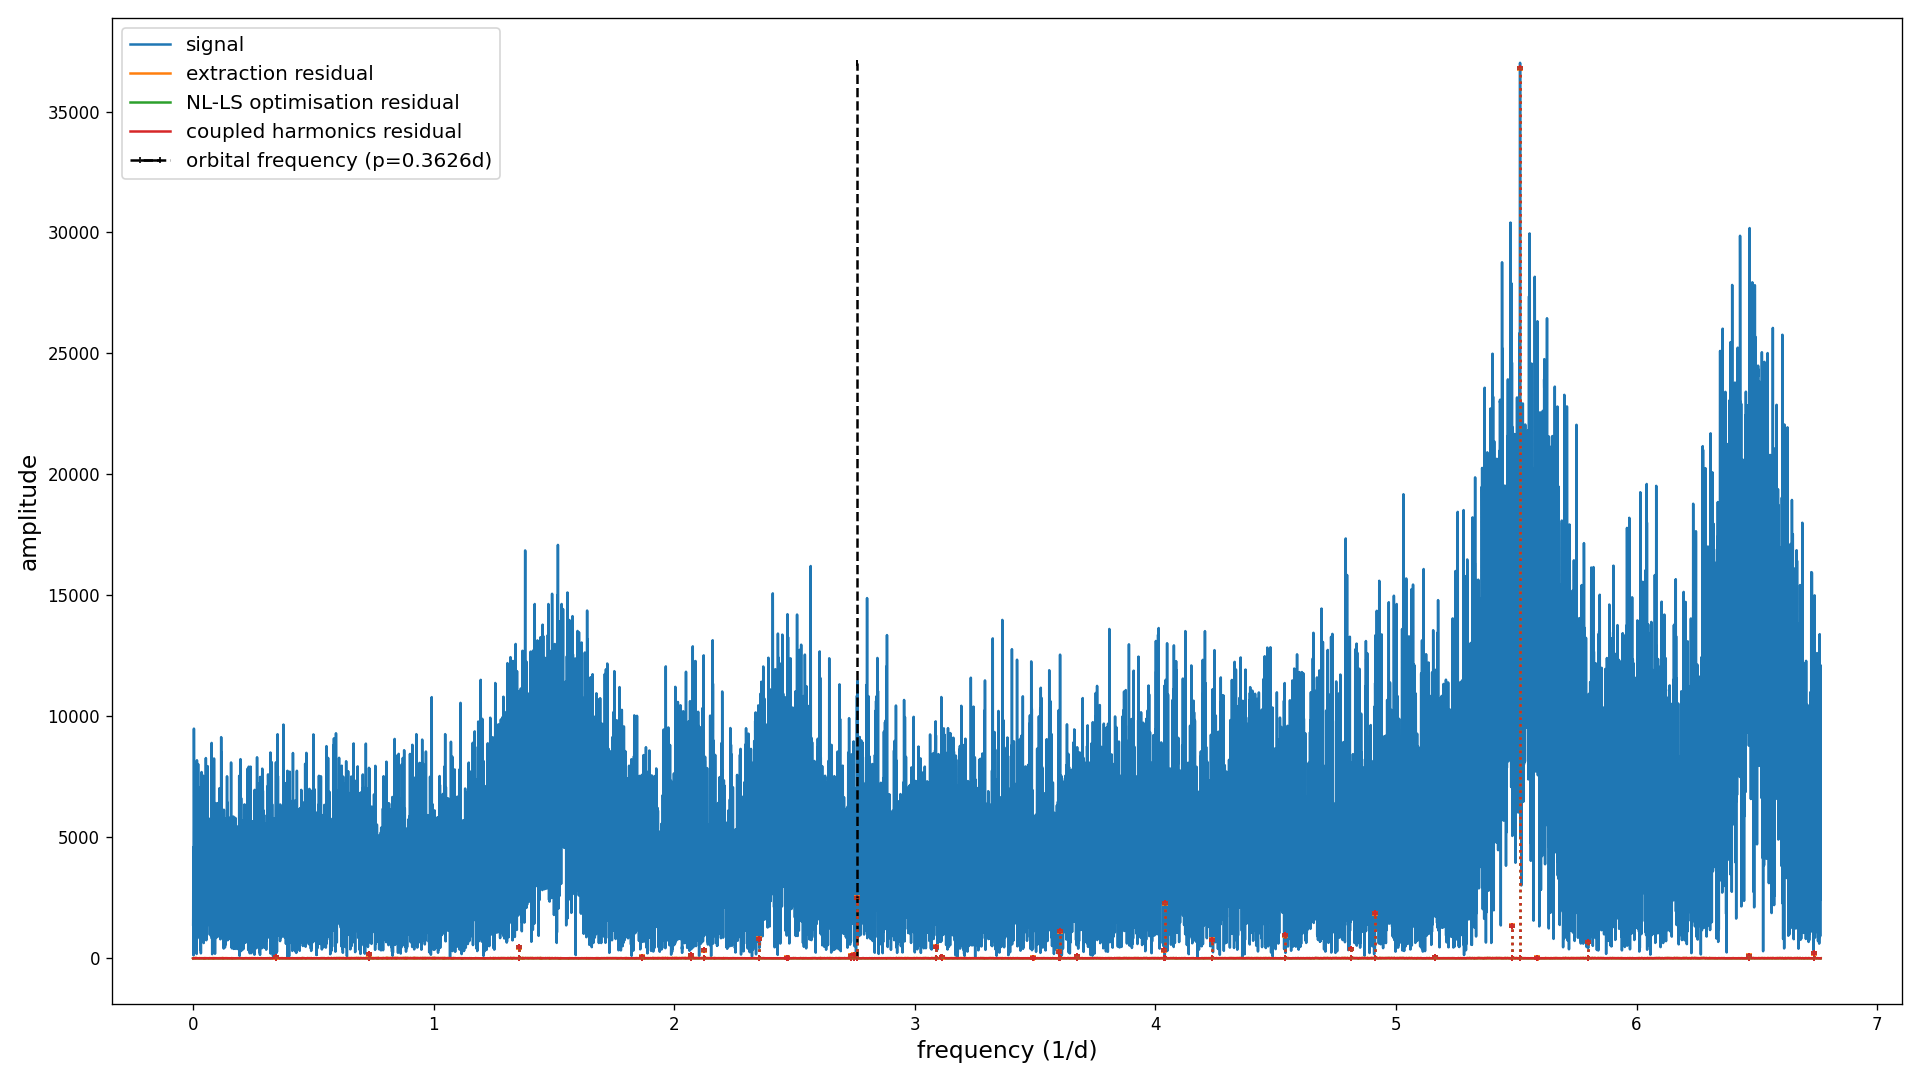 signal
extraction residual
NL-LS optimisation residual
coupled harmonics residual
orbital frequency (p=0.3626d)
35000
30000
25000
20000
15000
10000
5000
0
amplitude
0 1 2 3 4 5 6 7
frequency (1/d)